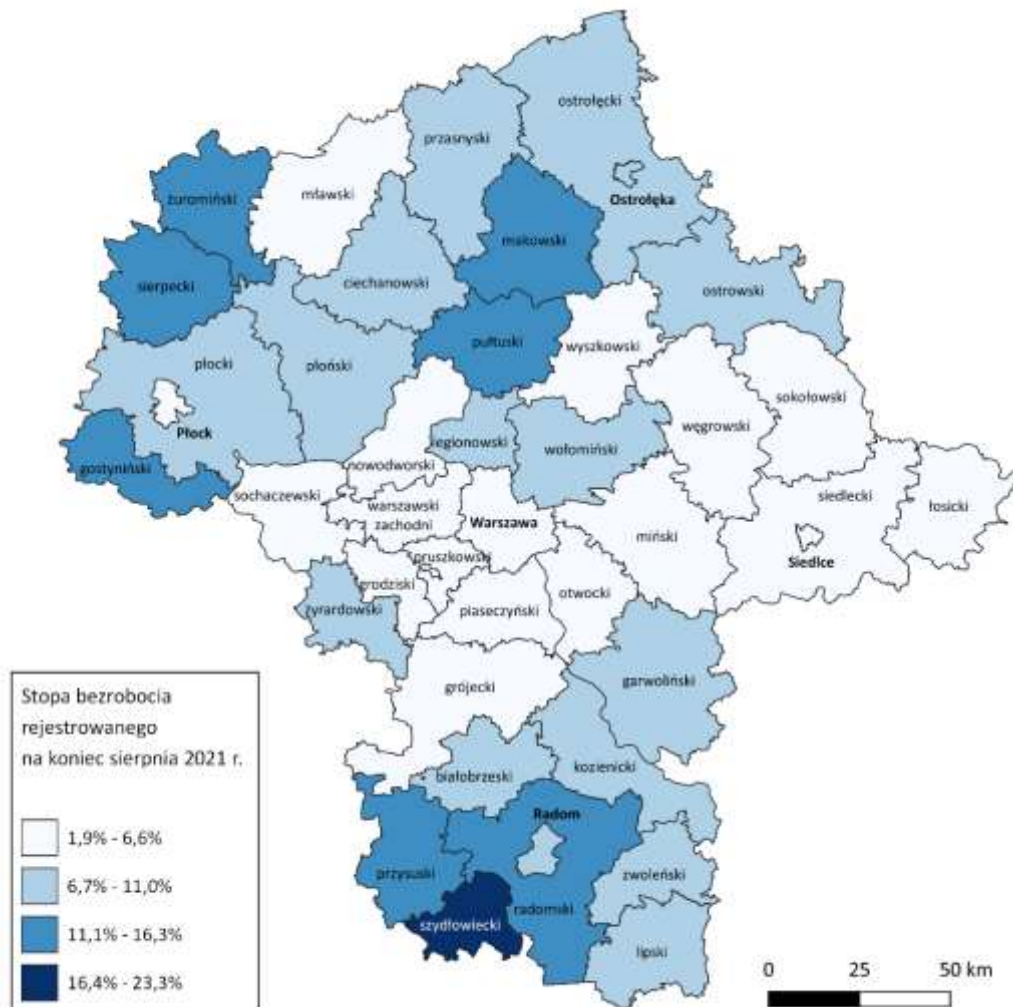 ostrołęcki
przasnyski
żuromiński
mławski
Ostrołęka
makowski
sierpecki
ciechanowski
ostrowski
pułtuski
wyszkowski
płocki
płoński
sokołowski
węgrowski
Płock
legionowski
wołomiński
gostyniński
nowodworski
sochaczewski
siedlecki
łosicki
warszawski
zachodni
Warszawa
miński
Siedlce
pruszkowski
grodziski
otwocki
żyrardowski
piaseczyński
grójecki
garwoliński
białobrzeski
kozienicki
Radom
przysuski
zwoleński
szydłowiecki
radomski
lipski
Stopa bezrobocia
rejestrowanego
na koniec sierpnia 2021 r.
1,9% - 6,6%
6,7% - 11,0%
11,1% - 16,3%
16,4% - 23,3%
0 25 50 km